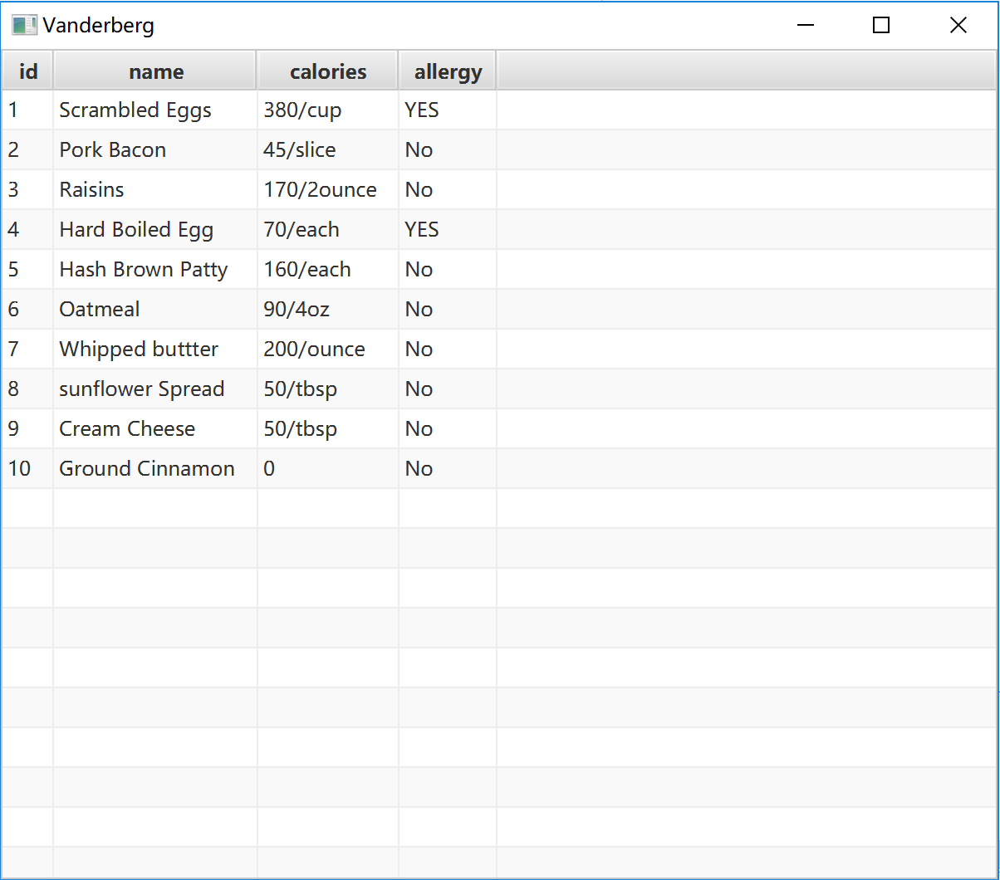 Vanderberg
id name calories allergy
1 Scrambled Eggs 380/cup YES
2 Pork Bacon 45/slice No
3 Raisins 170/2ounce No
4 Hard Boiled Egg 70/each YES
5 Hash Brown Patty 160/each No
6 Oatmeal 90/4oz No
7 Whipped buttter 200/ounce No
8 sunflower Spread 50/tbsp No
9 Cream Cheese 50/tbsp No
10 Ground Cinnamon 0 No